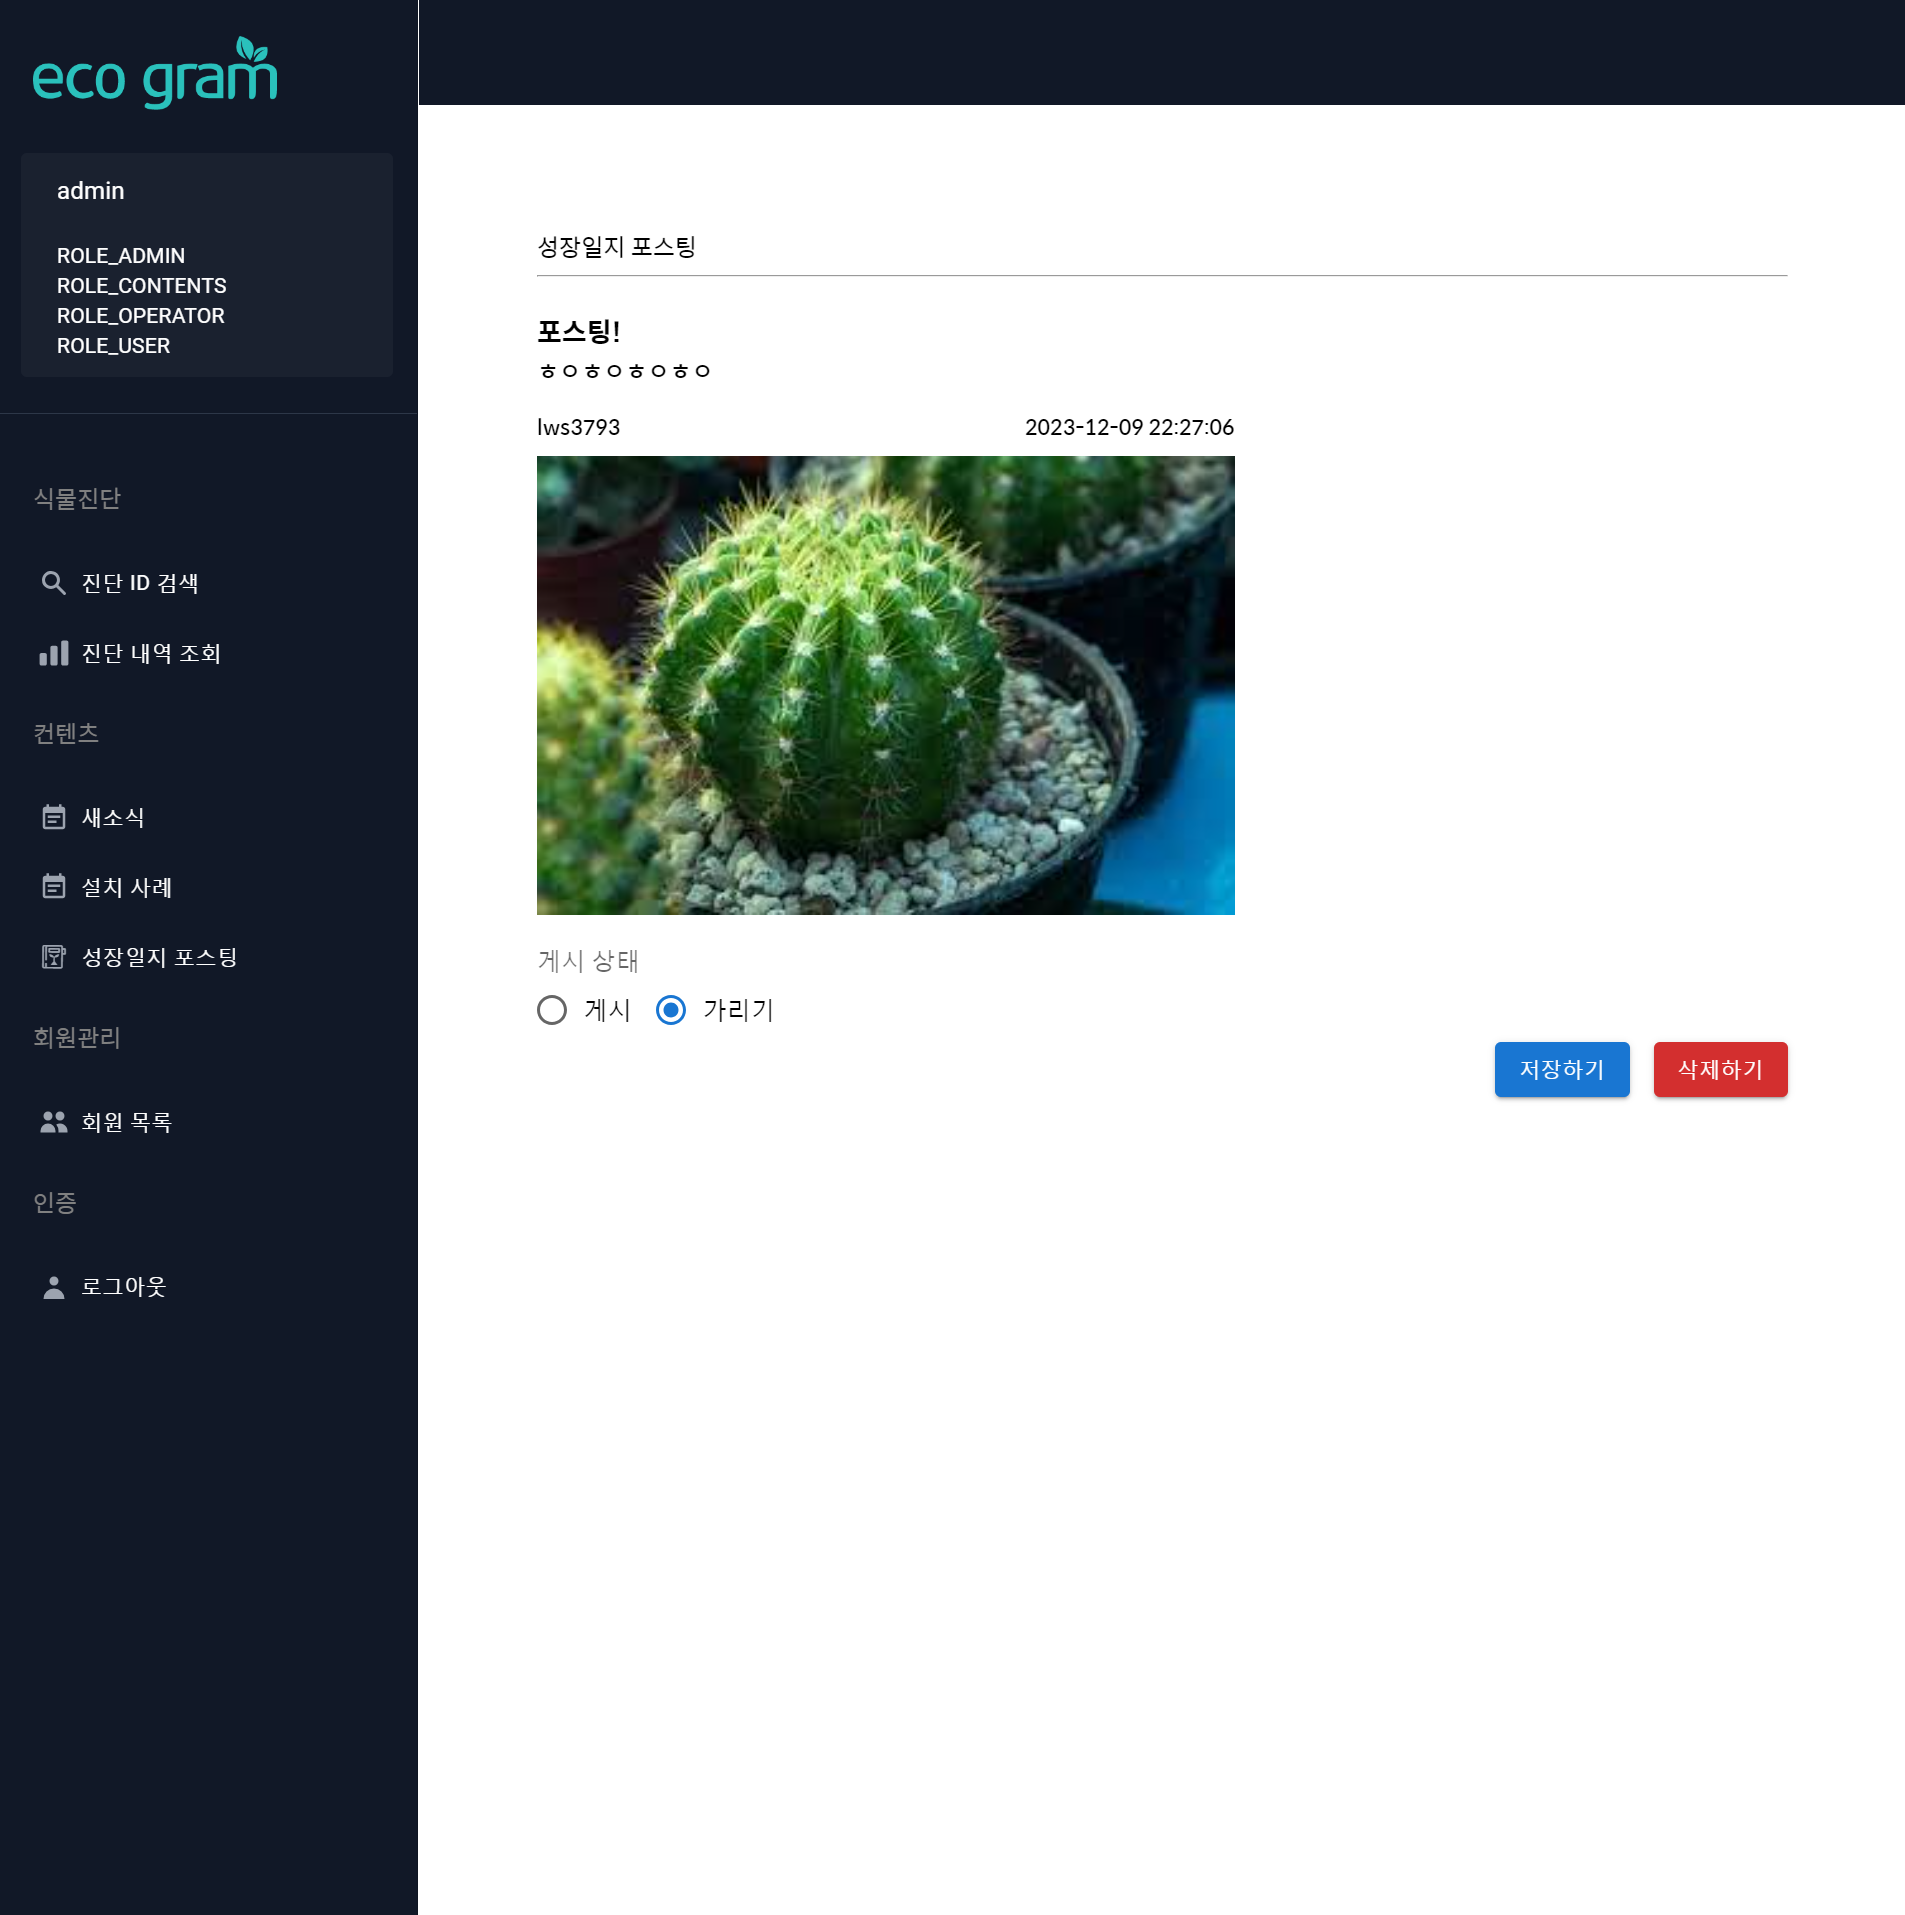 eco gram
admin
ROLE_ADMIN
ROLE_CONTENTS
ROLE_OPERATOR
ROLE_USER
식물진단
진단 ID 검색
진단 내역 조회
컨텐츠
새소식
설치 사례
성장일지 포스팅
회원관리
회원 목록
인증
로그아웃
성장일지 포스팅
포스팅!
ㅎㅇㅎㅇㅎㅇㅎㅇ
lws3793 2023-12-09 22:27:06
게시 상태
게시 가리기
저장하기 삭제하기